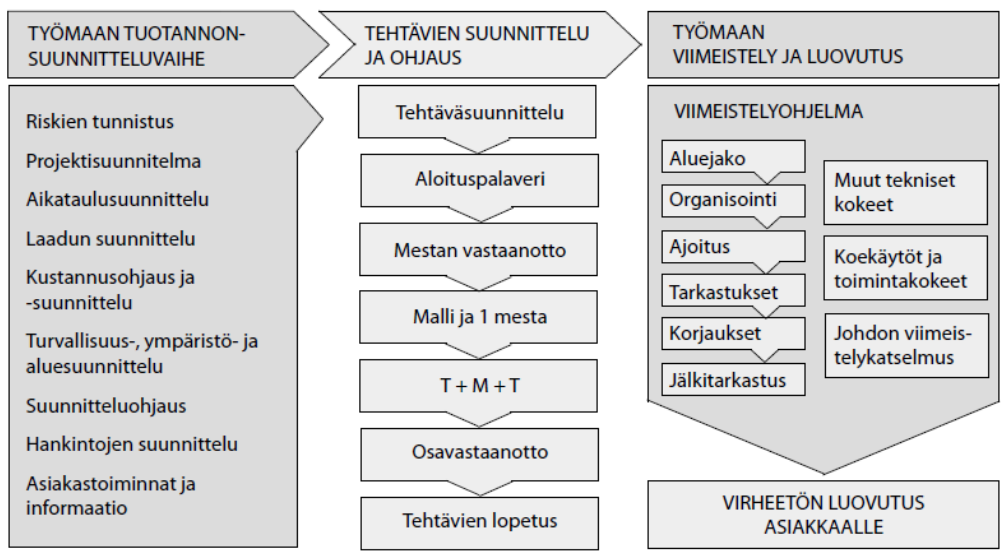 TYÖMAAN TUOTANNON-
SUUNNITTELUVAIHE
Riskien tunnistus
Projektisuunnitelma
Aikataulusuunnittelu
Laadun suunnittelu
Kustannusohjaus ja
-suunnittelu
Turvallisuus-, ympäristö- ja
aluesuunnittelu
Suunnitteluohjaus
Hankintojen suunnittelu
Asiakastoiminnat ja
informaatio
TEHTÄVIEN SUUNNITTELU
JA OHJAUS
Tehtäväsuunnittelu
Aloituspalaveri
Mestan vastaanotto
Malli ja 1 mesta
T + M + T
Osavastaanotto
Tehtävien lopetus
TYÖMAAN
VIIMEISTELY JA LUOVUTUS
VIIMEISTELYOHJELMA
Aluejako
Organisointi
Ajoitus
Tarkastukset
Korjaukset
Jälkitarkastus
Muut tekniset
kokeet
Koekäytöt ja
toimintakokeet
Johdon viimeis-
telykatselmus
VIRHEETÖN LUOVUTUS
ASIAKKAALLE